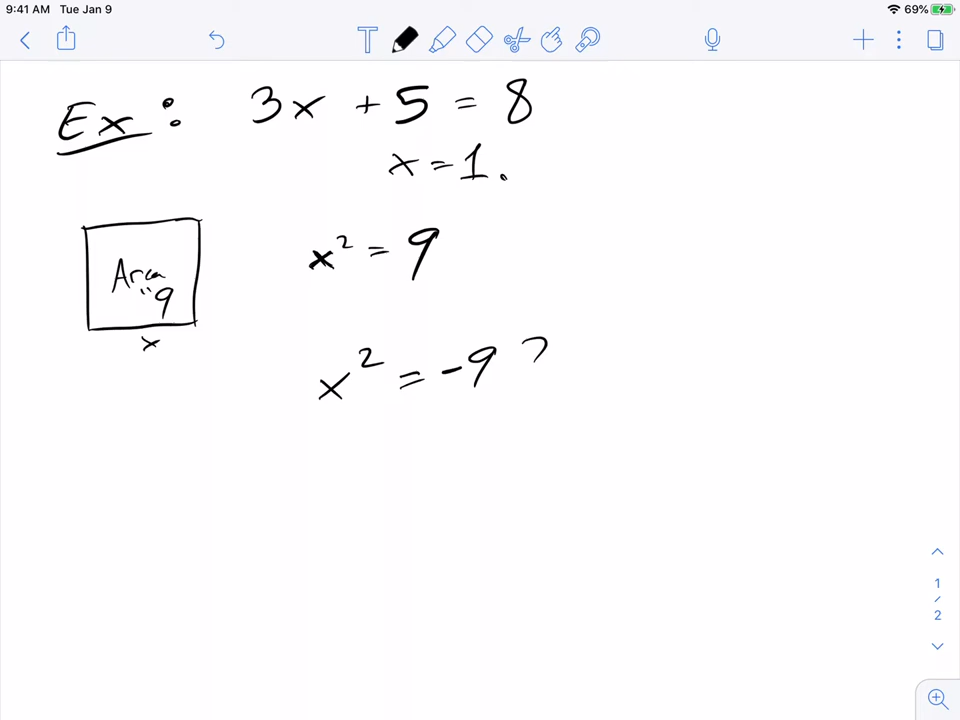 9:41 AM Tue Jan 9
69%
T
Ex: 3x + 5 = 8
x = 1.
x² = 9
Area
" 9
x
x² = -9 ?
1
/
2